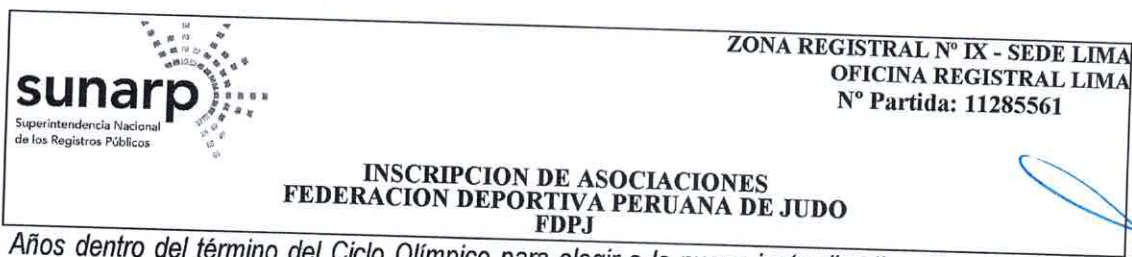 ZONA REGISTRAL Nº IX - SEDE LIMA
OFICINA REGISTRAL LIMA
Nº Partida: 11285561
sunarp
Superintendencia Nacional
de los Registros Públicos
INSCRIPCION DE ASOCIACIONES
FEDERACION DEPORTIVA PERUANA DE JUDO
FDPJ
Años dentro del término del Ciclo Olímpico para elegir a la